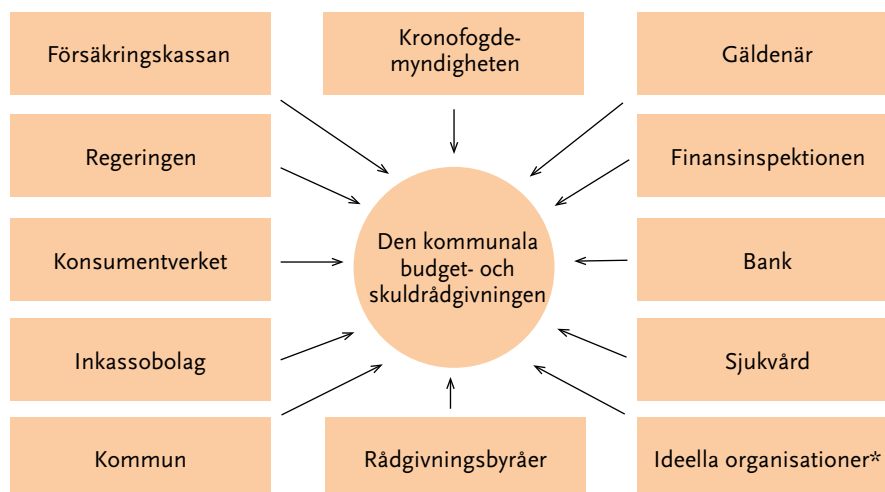 Försäkringskassan
Kronofogde-
myndigheten
Gäldenär
Regeringen
Finansinspektionen
Konsumentverket
Den kommunala
budget- och
skuldrådgivningen
Bank
Inkassobolag
Sjukvård
Kommun
Rådgivningsbyråer
Ideella organisationer*